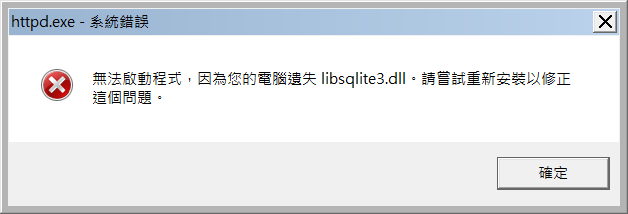 httpd.exe - 系統錯誤
無法啟動程式，因為您的電腦遺失 libsqlite3.dll。請嘗試重新安裝以修正
這個問題。
確定